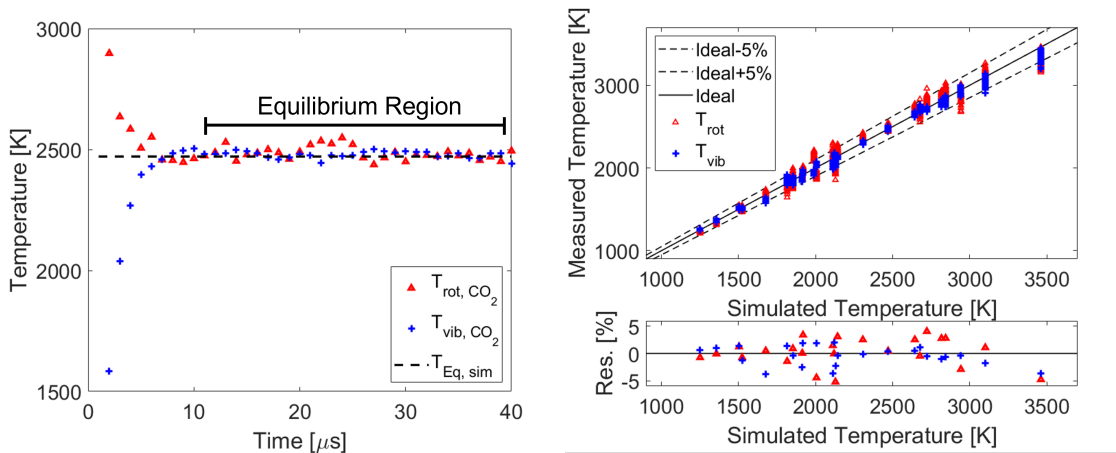 3000
2500
2000
1500
Temperature [K]
Equilibrium Region
T_rot, CO_2
T_vib, CO_2
T_Eq, sim
0 10 20 30 40
Time [μs]
Measured Temperature [K]
3000
2000
1000
Ideal-5%
Ideal+5%
Ideal
T_rot
T_vib
1000 1500 2000 2500 3000 3500
Simulated Temperature [K]
Res. [%]
5
0
-5
1000 1500 2000 2500 3000 3500
Simulated Temperature [K]